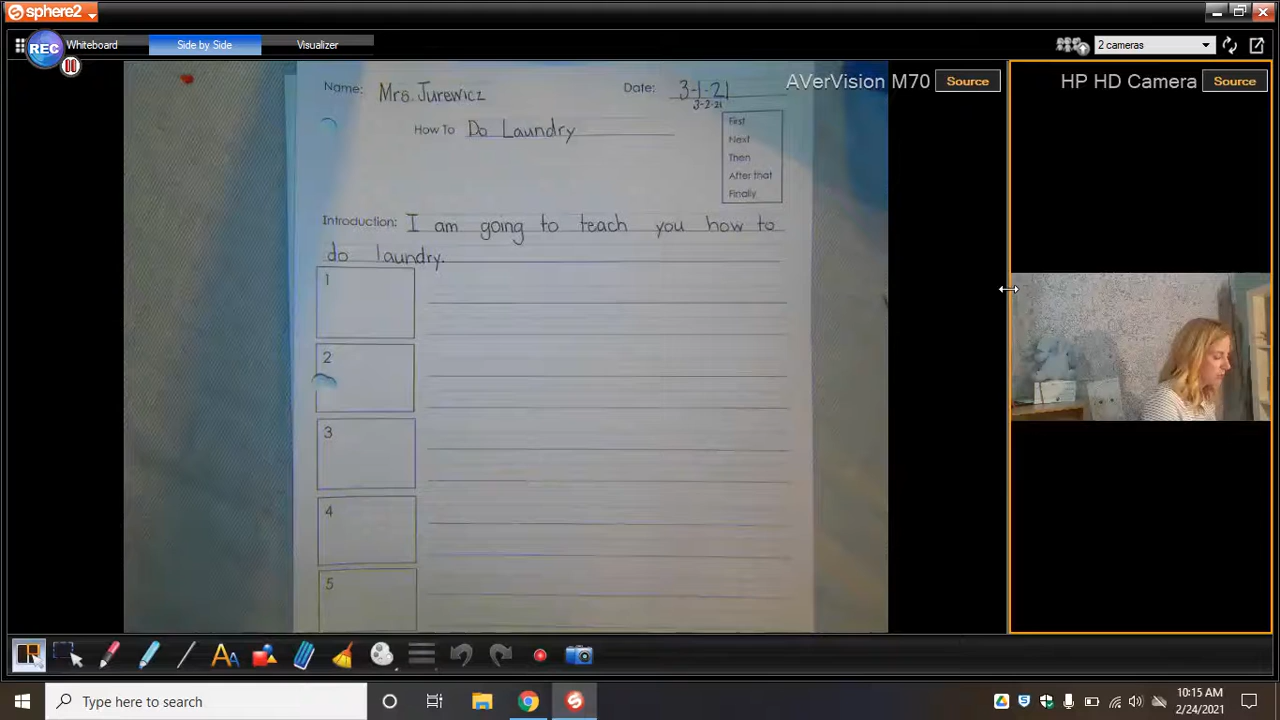 sphere2
REC
Whiteboard
Side by Side
Visualizer
2 cameras
AVerVision M70
Source
HP HD Camera
Source
Name: Mrs. Jurewicz
Date: 3-1-21
3-2-21
How To Do Laundry
First
Next
Then
After that
Finally
Introduction: I am going to teach you how to
do laundry.
1
2
3
4
5
Type here to search
10:15 AM
2/24/2021